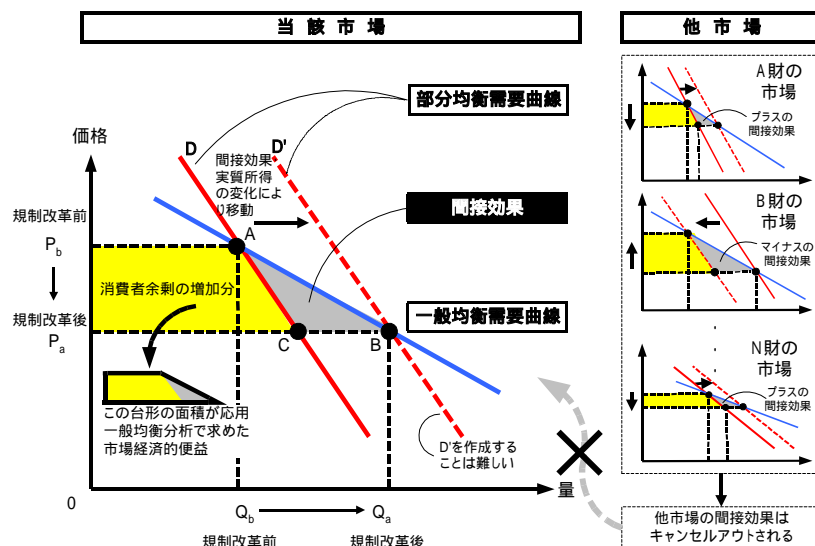 当該市場
他市場
部分均衡需要曲線
価格
D
D'
間接効果
実質所得
の変化によ
り移動
規制改革前
P_b
A
間接効果
消費者余剰の増加分
規制改革後
P_a
一般均衡需要曲線
C
B
この台形の面積が応用
一般均衡分析で求めた
市場経済的便益
D'を作成する
ことは難しい
0
量
Q_b
Q_a
規制改革前
規制改革後
A財の
市場
プラスの
間接効果
B財の
市場
マイナスの
間接効果
N財の
市場
プラスの
間接効果
他市場の間接効果は
キャンセルアウトされる